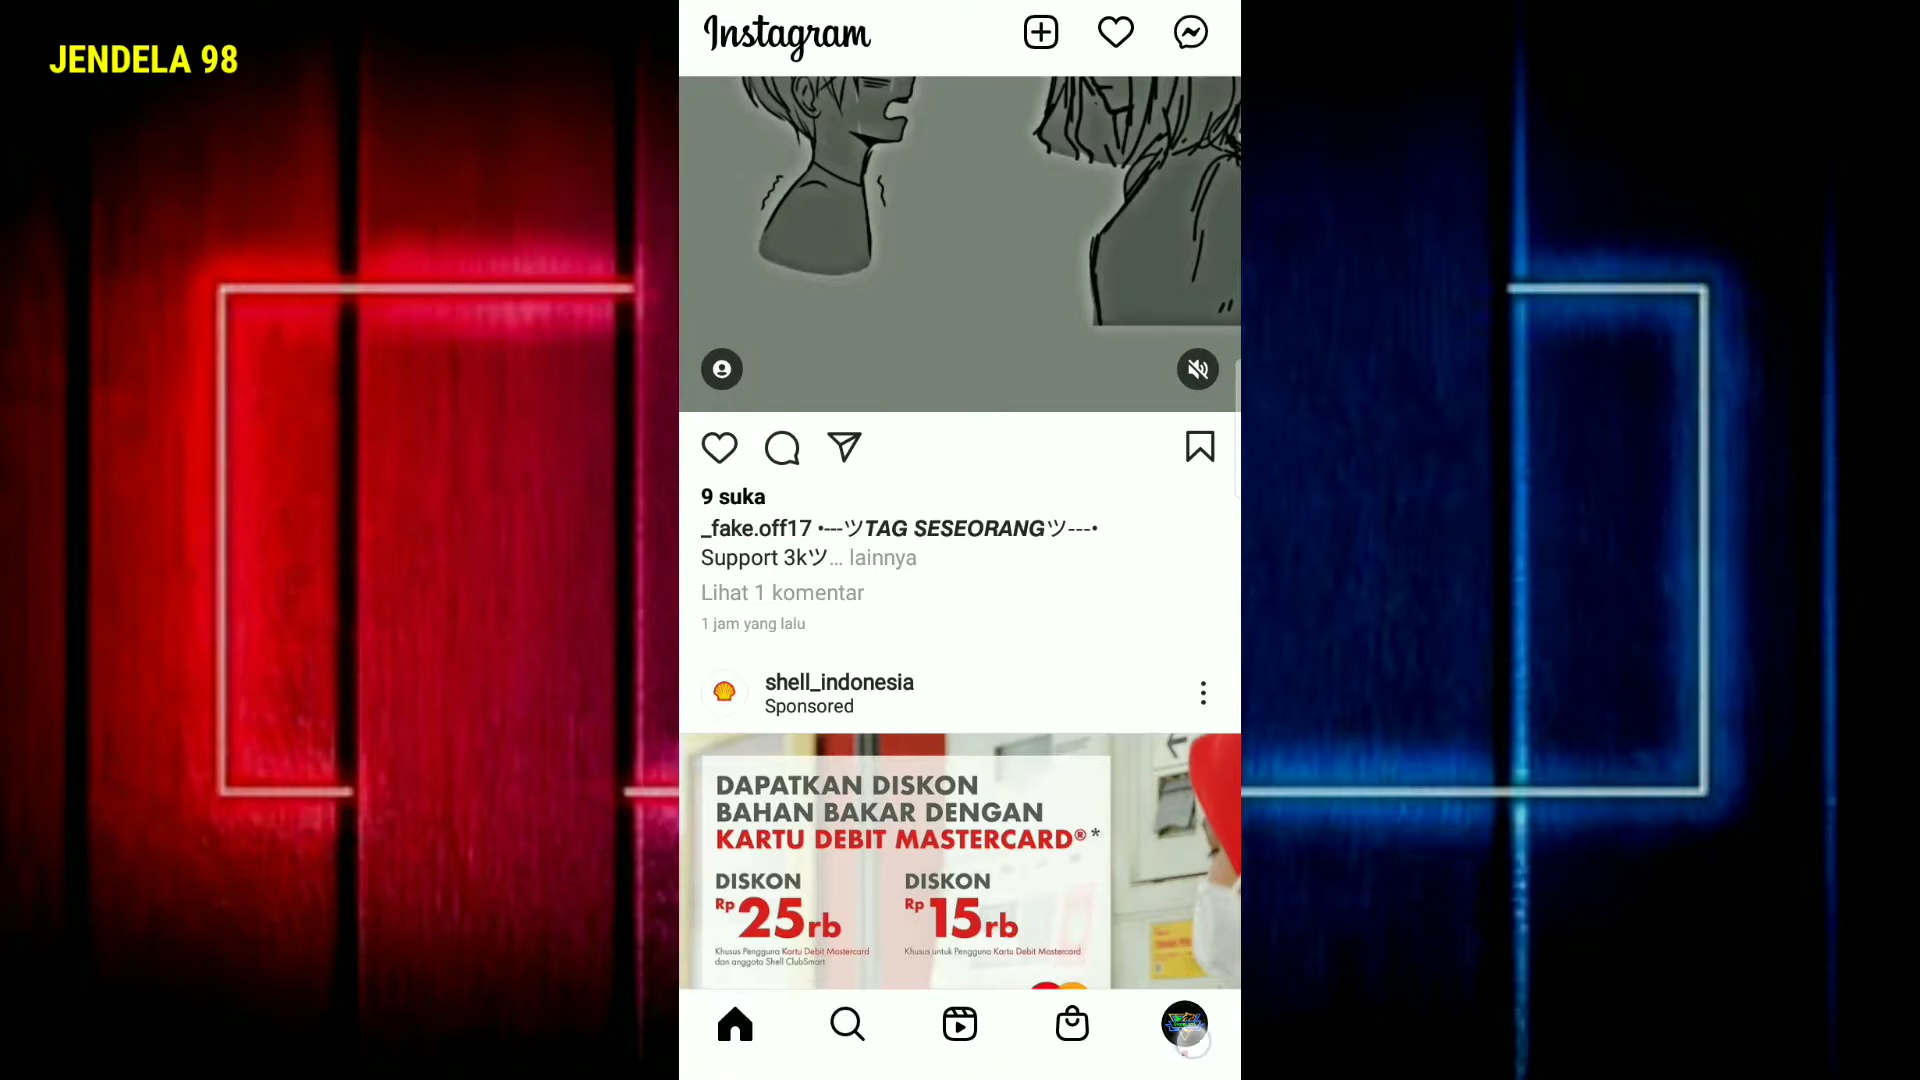 JENDELA 98
Instagram
9 suka
_fake.off17 •---ツTAG SESEORANGツ---•
Support 3kツ... lainnya
Lihat 1 komentar
1 jam yang lalu
shell_indonesia
Sponsored
DAPATKAN DISKON
BAHAN BAKAR DENGAN
KARTU DEBIT MASTERCARD®*
DISKON
Rp 25rb
Khusus Pengguna Kartu Debit Mastercard
dan anggota Shell ClubSmart
DISKON
Rp 15rb
Khusus untuk Pengguna Kartu Debit Mastercard